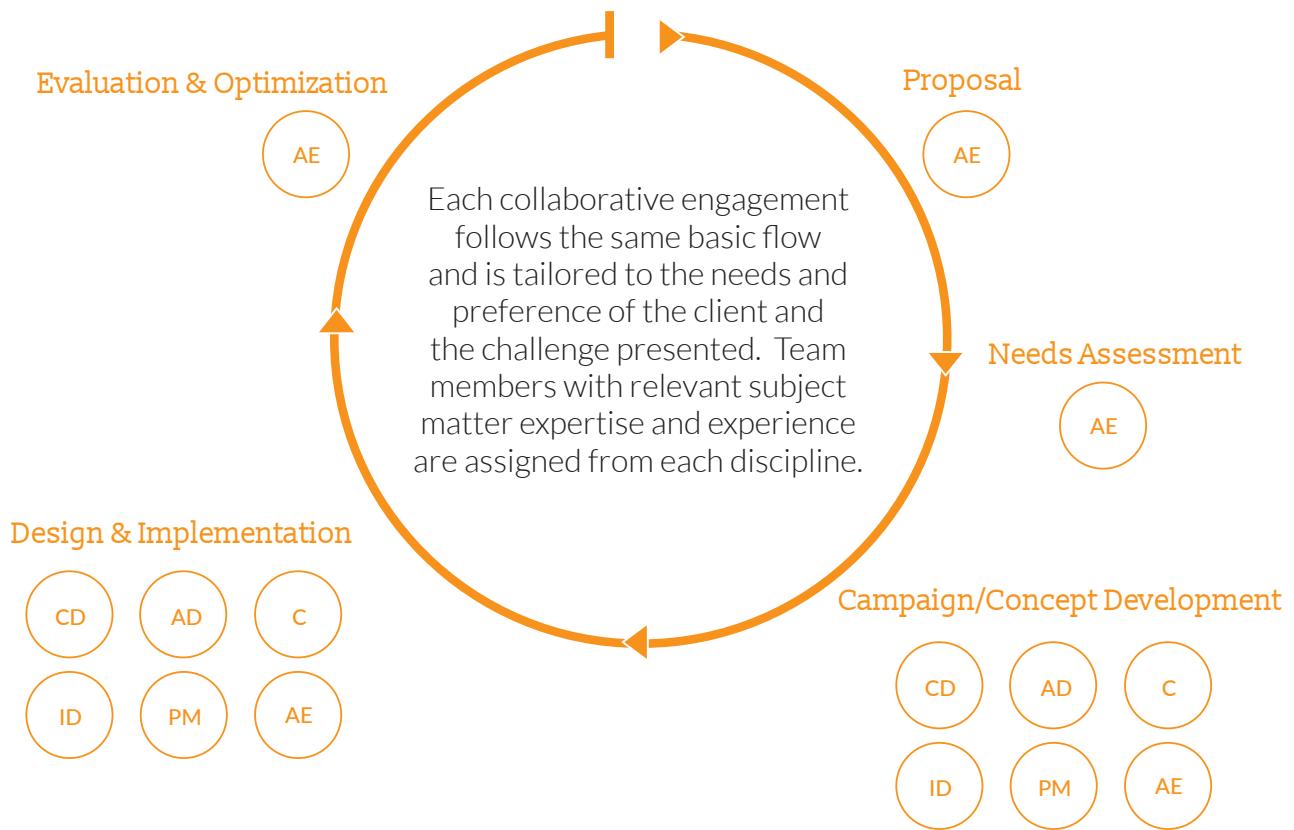 Evaluation & Optimization
AE
Proposal
AE
Each collaborative engagement
follows the same basic flow
and is tailored to the needs and
preference of the client and
the challenge presented.  Team
members with relevant subject
matter expertise and experience
are assigned from each discipline.
Needs Assessment
AE
Design & Implementation
CD AD C
ID PM AE
Campaign/Concept Development
CD AD C
ID PM AE